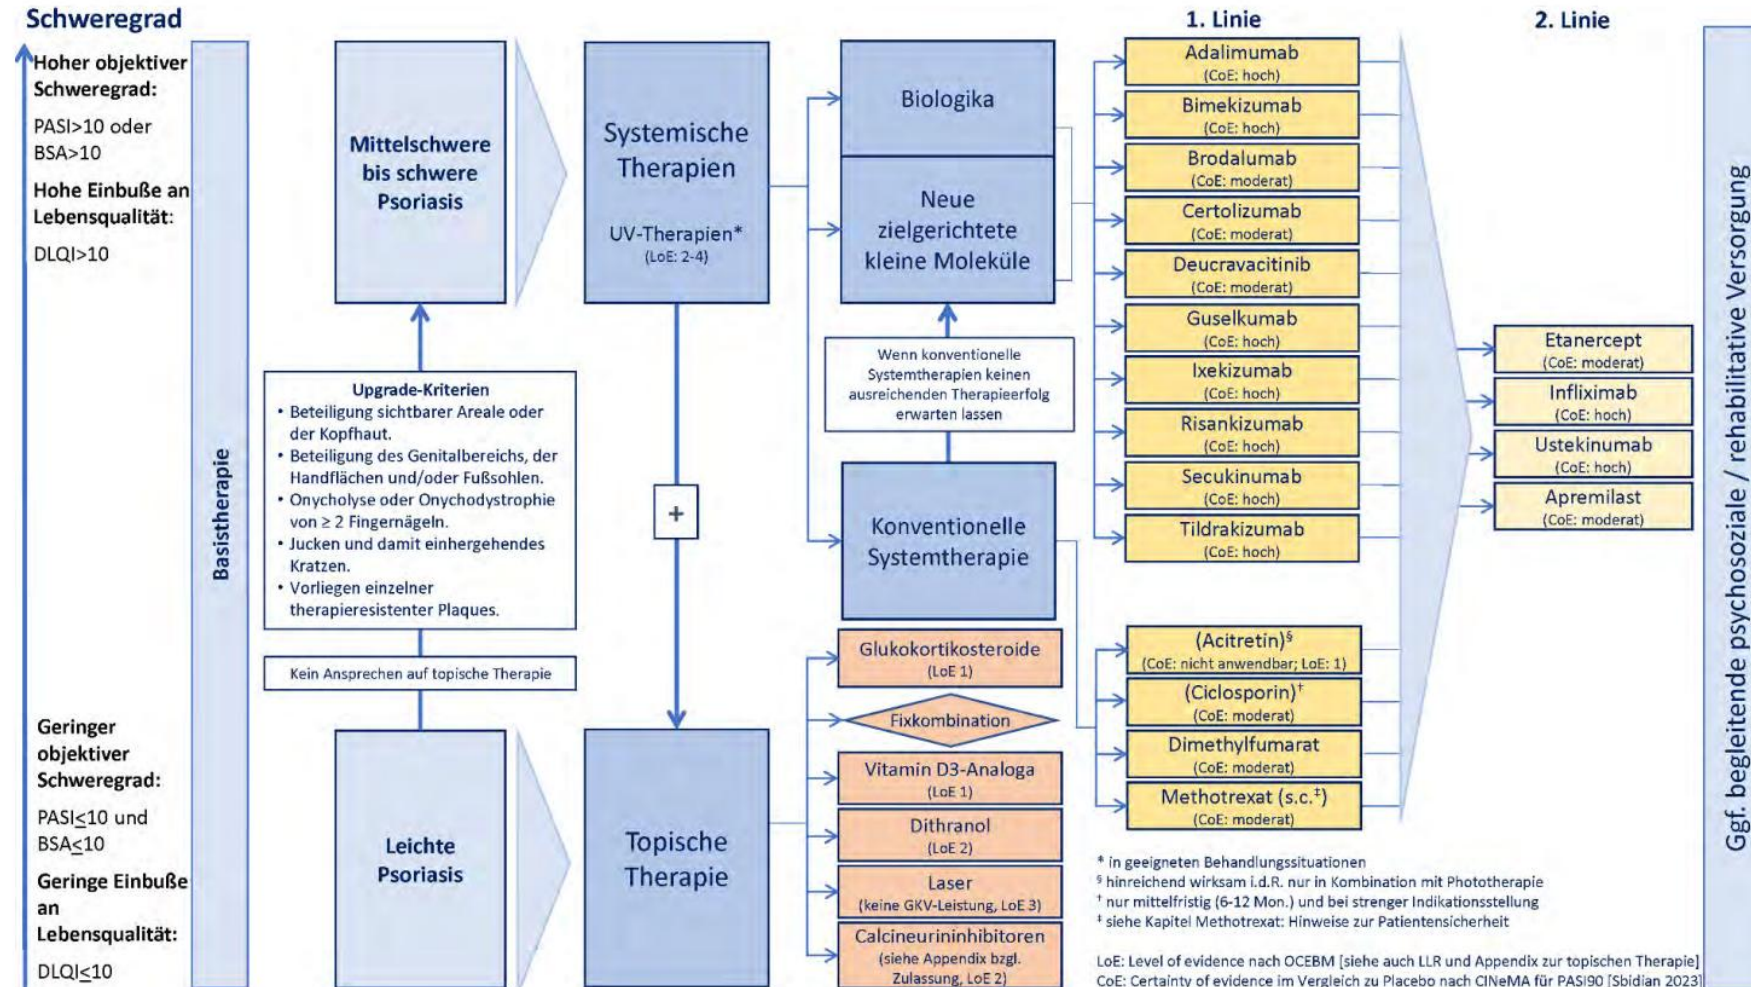 Schweregrad
Hoher objektiver
Schweregrad:
PASI>10 oder
BSA>10
Hohe Einbuße an
Lebensqualität:
DLQI>10
Geringer
objektiver
Schweregrad:
PASI≤10 und
BSA≤10
Geringe Einbuße
an
Lebensqualität:
DLQI≤10
Basistherapie
Mittelschwere
bis schwere
Psoriasis
Upgrade-Kriterien
• Beteiligung sichtbarer Areale oder
der Kopfhaut.
• Beteiligung des Genitalbereichs, der
Handflächen und/oder Fußsohlen.
• Onycholyse oder Onychodystrophie
von ≥ 2 Fingernägeln.
• Jucken und damit einhergehendes
Kratzen.
• Vorliegen einzelner
therapieresistenter Plaques.
Kein Ansprechen auf topische Therapie
Leichte
Psoriasis
Systemische
Therapien
UV-Therapien*
(LoE: 2-4)
+
Topische
Therapie
Biologika
Neue
zielgerichtete
kleine Moleküle
Wenn konventionelle
Systemtherapien keinen
ausreichenden Therapieerfolg
erwarten lassen
Konventionelle
Systemtherapie
Glukokortikosteroide
(LoE 1)
Fixkombination
Vitamin D3-Analoga
(LoE 1)
Dithranol
(LoE 2)
Laser
(keine GKV-Leistung, LoE 3)
Calcineurininhibitoren
(siehe Appendix bzgl.
Zulassung, LoE 2)
1. Linie
Adalimumab
(CoE: hoch)
Bimekizumab
(CoE: hoch)
Brodalumab
(CoE: moderat)
Certolizumab
(CoE: moderat)
Deucravacitinib
(CoE: moderat)
Guselkumab
(CoE: hoch)
Ixekizumab
(CoE: hoch)
Risankizumab
(CoE: hoch)
Secukinumab
(CoE: hoch)
Tildrakizumab
(CoE: hoch)
(Acitretin)§
(CoE: nicht anwendbar; LoE: 1)
(Ciclosporin)†
(CoE: moderat)
Dimethylfumarat
(CoE: moderat)
Methotrexat (s.c.‡)
(CoE: moderat)
2. Linie
Etanercept
(CoE: moderat)
Infliximab
(CoE: hoch)
Ustekinumab
(CoE: hoch)
Apremilast
(CoE: moderat)
Ggf. begleitende psychosoziale / rehabilitative Versorgung
* in geeigneten Behandlungssituationen
§ hinreichend wirksam i.d.R. nur in Kombination mit Phototherapie
† nur mittelfristig (6-12 Mon.) und bei strenger Indikationsstellung
‡ siehe Kapitel Methotrexat: Hinweise zur Patientensicherheit
LoE: Level of evidence nach OCEBM [siehe auch LLR und Appendix zur topischen Therapie]
CoE: Certainty of evidence im Vergleich zu Placebo nach CINeMA für PASI90 [Sbidian 2023]